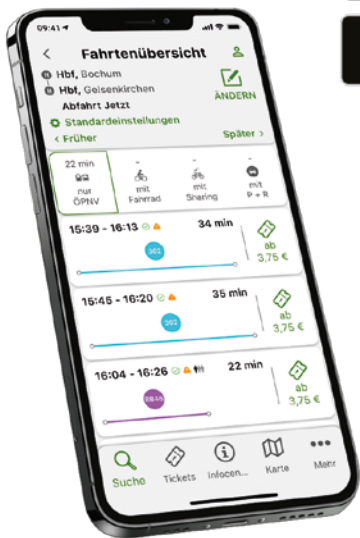 09:41
Fahrtenübersicht
H Hbf, Bochum
H Hbf, Gelsenkirchen
Abfahrt Jetzt
ÄNDERN
Standardeinstellungen
< Früher
Später >
22 min
nur
ÖPNV
-
mit
Fahrrad
-
mit
Sharing
-
mit
P + R
15:39 - 16:13
34 min
302
ab
3,75 €
15:45 - 16:20
35 min
302
ab
3,75 €
16:04 - 16:26
22 min
RB46
ab
3,75 €
Suche
Tickets
Infocen...
Karte
Mehr